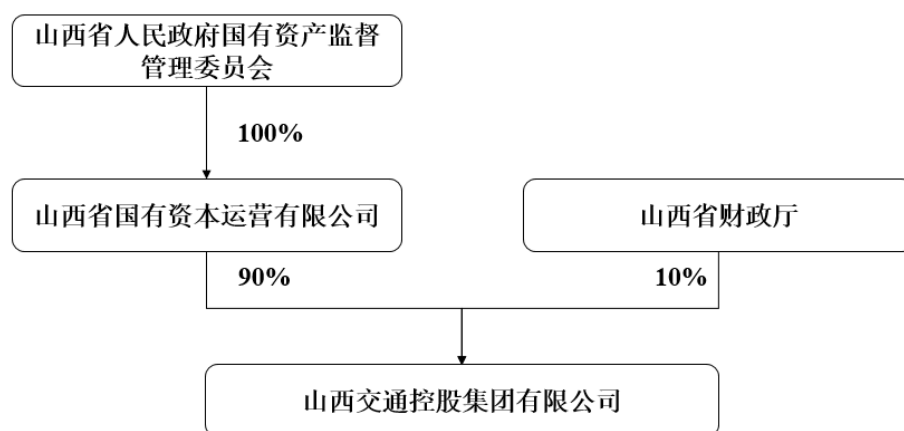 山西省人民政府国有资产监督
管理委员会
100%
山西省国有资本运营有限公司
山西省财政厅
90%
10%
山西交通控股集团有限公司